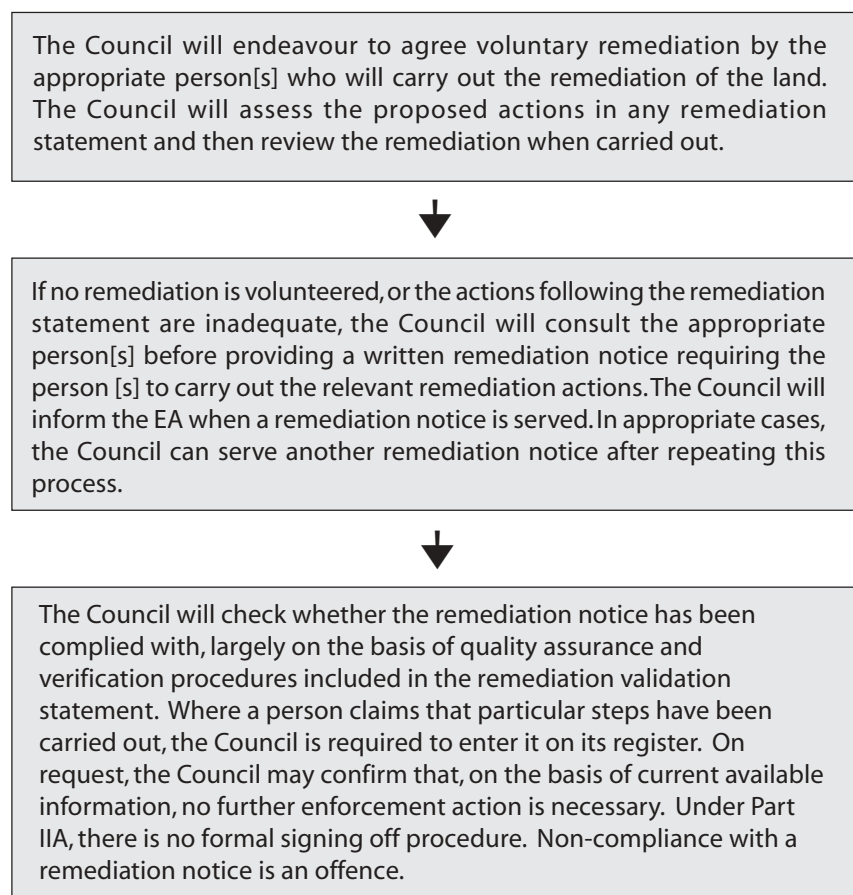 The Council will endeavour to agree voluntary remediation by the
appropriate person[s] who will carry out the remediation of the land.
The Council will assess the proposed actions in any remediation
statement and then review the remediation when carried out.
If no remediation is volunteered, or the actions following the remediation
statement are inadequate, the Council will consult the appropriate
person[s] before providing a written remediation notice requiring the
person [s] to carry out the relevant remediation actions. The Council will
inform the EA when a remediation notice is served. In appropriate cases,
the Council can serve another remediation notice after repeating this
process.
The Council will check whether the remediation notice has been
complied with, largely on the basis of quality assurance and
verification procedures included in the remediation validation
statement. Where a person claims that particular steps have been
carried out, the Council is required to enter it on its register. On
request, the Council may confirm that, on the basis of current available
information, no further enforcement action is necessary. Under Part
IIA, there is no formal signing off procedure. Non-compliance with a
remediation notice is an offence.